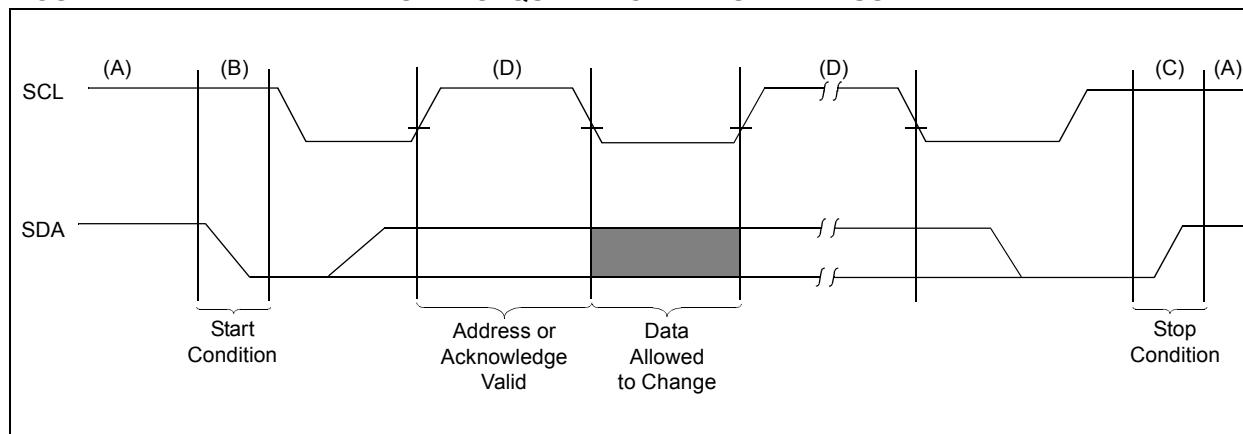 (A) (B) (D) (D) (C) (A)
SCL
SDA
Start
Condition
Address or
Acknowledge
Valid
Data
Allowed
to Change
Stop
Condition